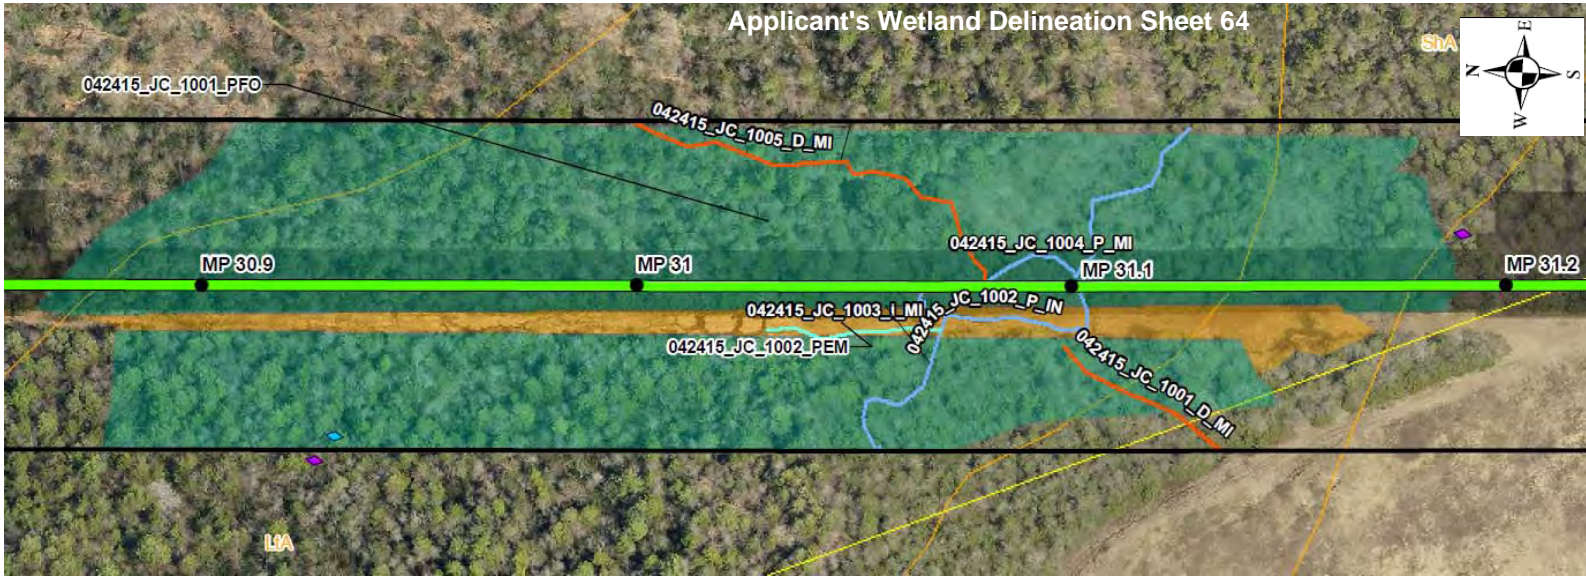 Applicant's Wetland Delineation Sheet 64
ShA
E
N
S
W
042415_JC_1001_PFO
042415_JC_1005_D_MI
042415_JC_1004_P_MI
MP 30.9
MP 31
MP 31.1
MP 31.2
042415_JC_1002_P_IN
042415_JC_1003_I_MI
042415_JC_1002_PEM
042415_JC_1001_D_MI
LfA